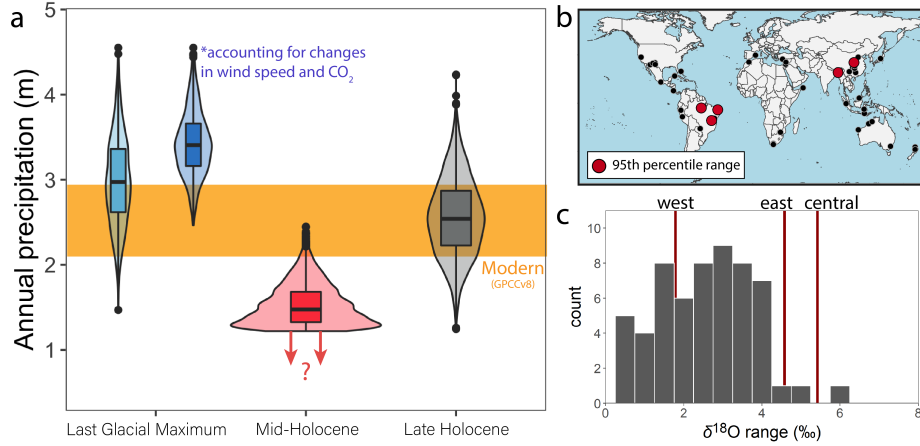 a
Annual precipitation (m)
5
4
3
2
1
*accounting for changes
in wind speed and CO₂
Modern
(GPCCv8)
?
Last Glacial Maximum
Mid-Holocene
Late Holocene
b
95th percentile range
c
west
east
central
count
10
8
6
4
2
0
0
2
4
6
8
δ¹⁸O range (‰)